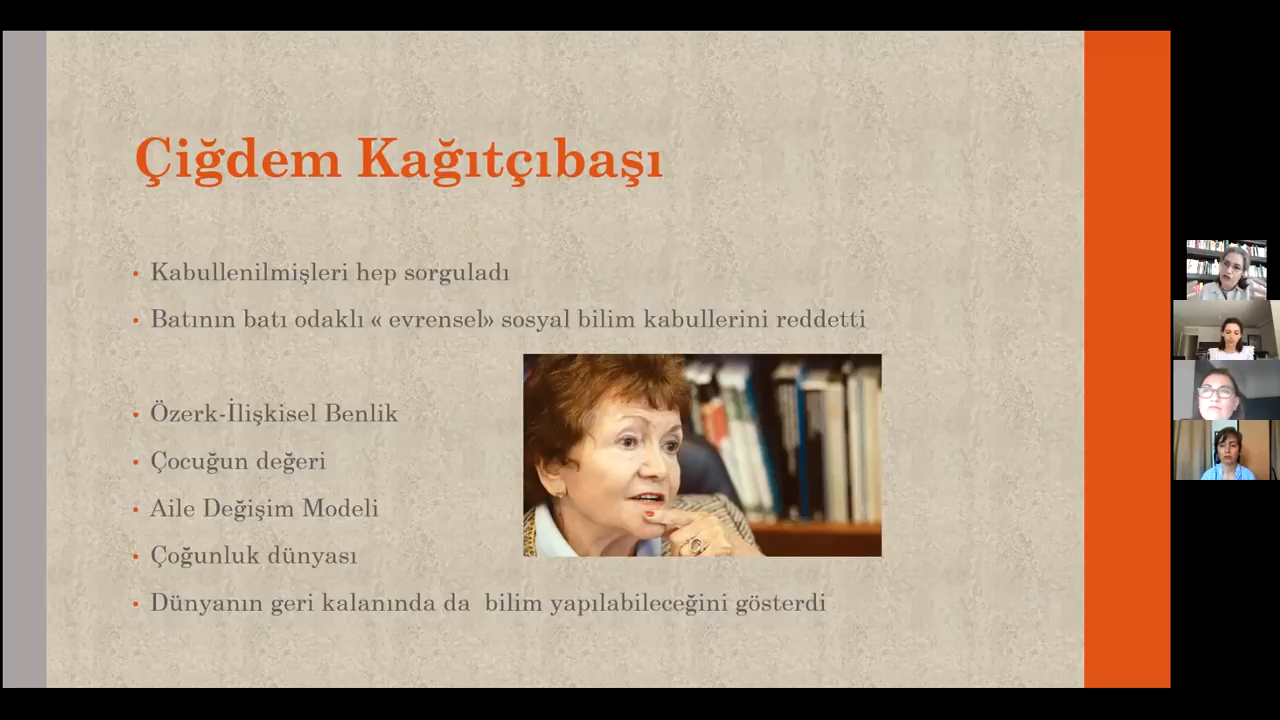 Çiğdem Kağıtçıbaşı
• Kabullenilmişleri hep sorguladı
• Batının batı odaklı « evrensel» sosyal bilim kabullerini reddetti
• Özerk-İlişkisel Benlik
• Çocuğun değeri
• Aile Değişim Modeli
• Çoğunluk dünyası
• Dünyanın geri kalanında da  bilim yapılabileceğini gösterdi